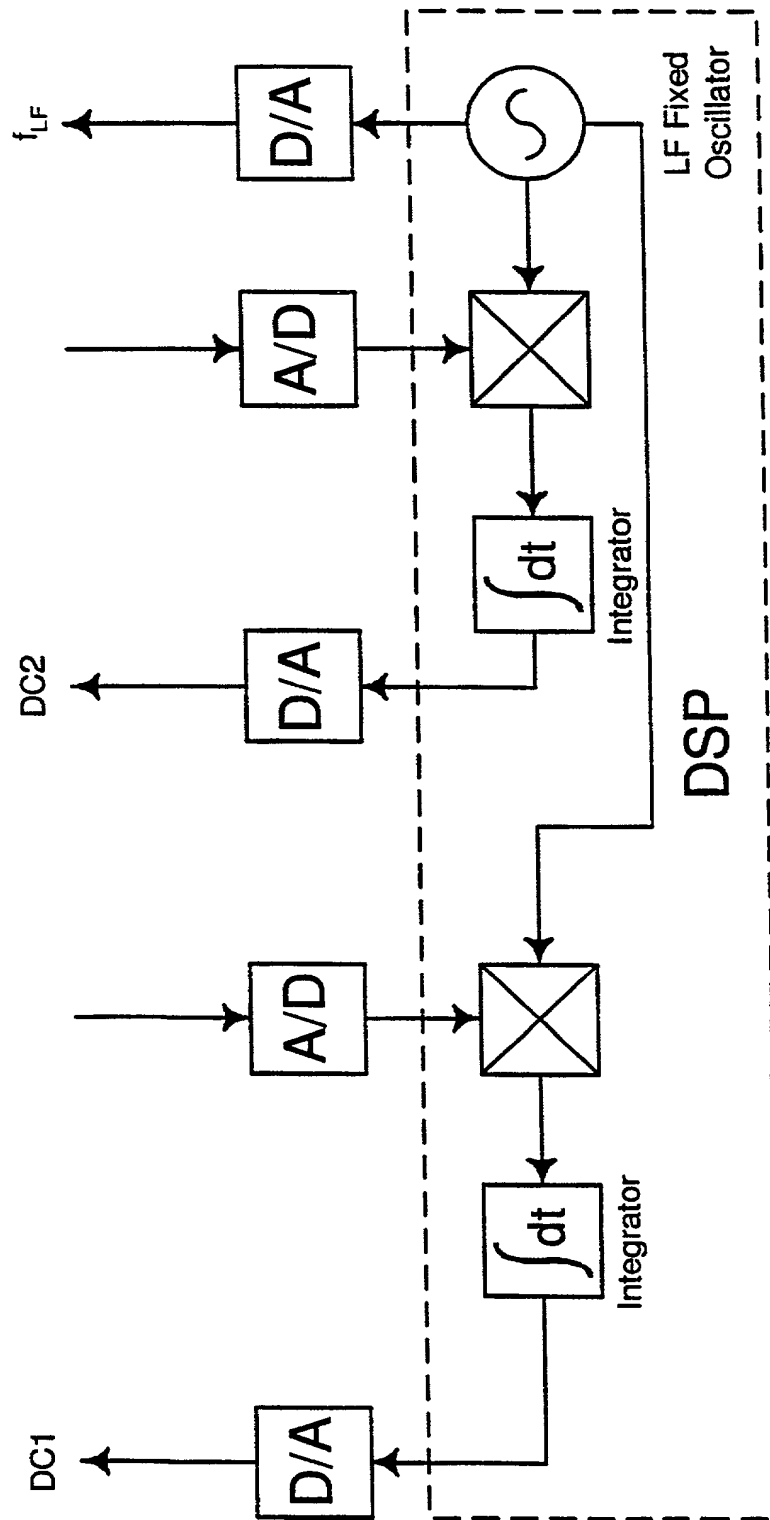 DC1
DC2
f_LF
D/A
A/D
D/A
A/D
D/A
∫dt
Integrator
∫dt
Integrator
LF Fixed
Oscillator
DSP